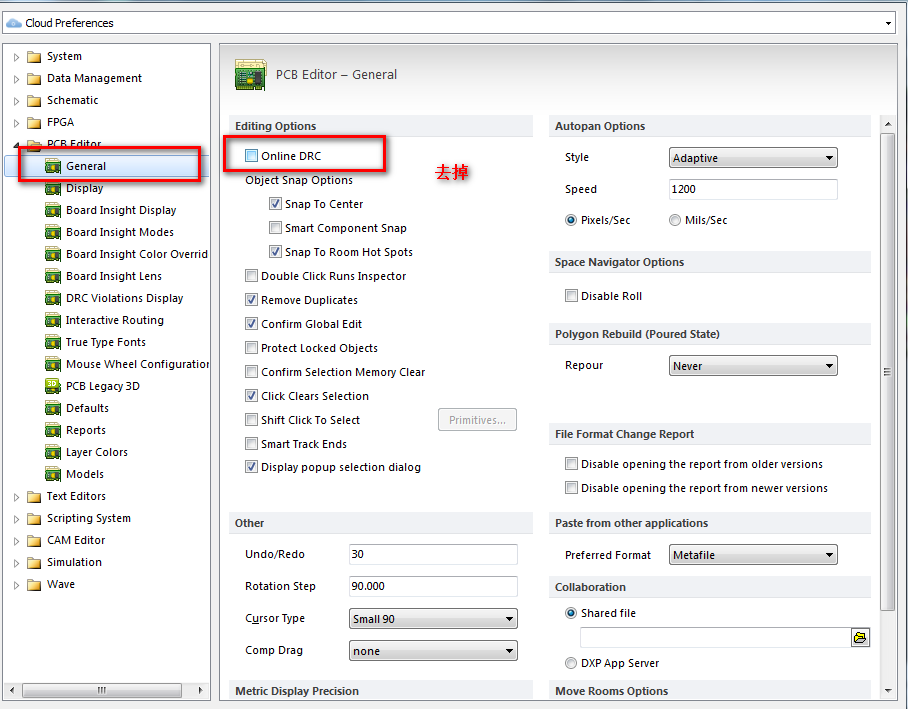 Cloud Preferences
System
Data Management
Schematic
FPGA
PCB Editor
General
Display
Board Insight Display
Board Insight Modes
Board Insight Color Overrid
Board Insight Lens
DRC Violations Display
Interactive Routing
True Type Fonts
Mouse Wheel Configuration
PCB Legacy 3D
Defaults
Reports
Layer Colors
Models
Text Editors
Scripting System
CAM Editor
Simulation
Wave
PCB Editor – General
Editing Options
Online DRC
去掉
Object Snap Options
Snap To Center
Smart Component Snap
Snap To Room Hot Spots
Double Click Runs Inspector
Remove Duplicates
Confirm Global Edit
Protect Locked Objects
Confirm Selection Memory Clear
Click Clears Selection
Shift Click To Select
Primitives...
Smart Track Ends
Display popup selection dialog
Other
Undo/Redo 30
Rotation Step 90.000
Cursor Type Small 90
Comp Drag none
Metric Display Precision
Autopan Options
Style Adaptive
Speed 1200
Pixels/Sec Mils/Sec
Space Navigator Options
Disable Roll
Polygon Rebuild (Poured State)
Repour Never
File Format Change Report
Disable opening the report from older versions
Disable opening the report from newer versions
Paste from other applications
Preferred Format Metafile
Collaboration
Shared file
DXP App Server
Move Rooms Options